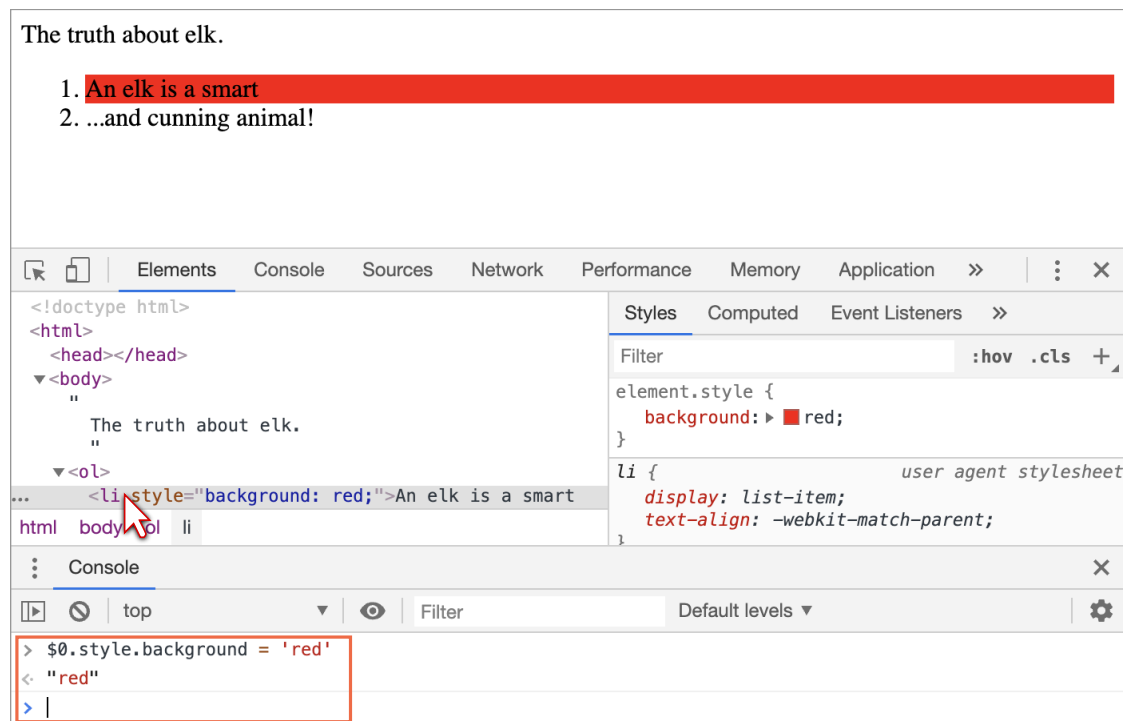 The truth about elk.
1. An elk is a smart
2. ...and cunning animal!
Elements Console Sources Network Performance Memory Application »
<!doctype html>
<html>
<head></head>
▼<body>
"
The truth about elk.
"
▼<ol>
... <li style="background: red;">An elk is a smart
html body ol li
Styles Computed Event Listeners »
Filter :hov .cls +
element.style {
background: ▶ red;
}
li { user agent stylesheet
display: list-item;
text-align: -webkit-match-parent;
}
Console
top ▼ Filter Default levels ▼
> $0.style.background = 'red'
<· "red"
>